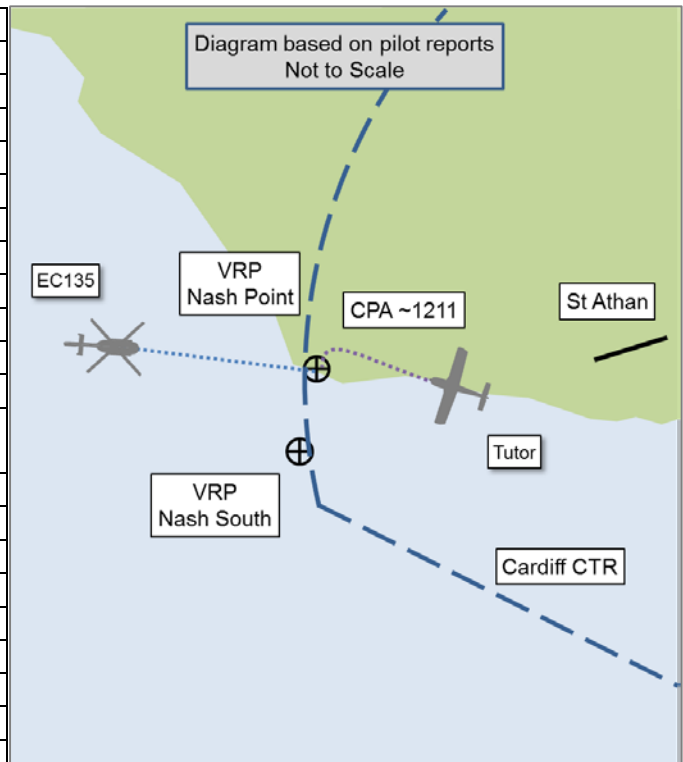 Diagram based on pilot reports
Not to Scale
EC135
VRP
Nash Point
CPA ~1211
St Athan
Tutor
VRP
Nash South
Cardiff CTR